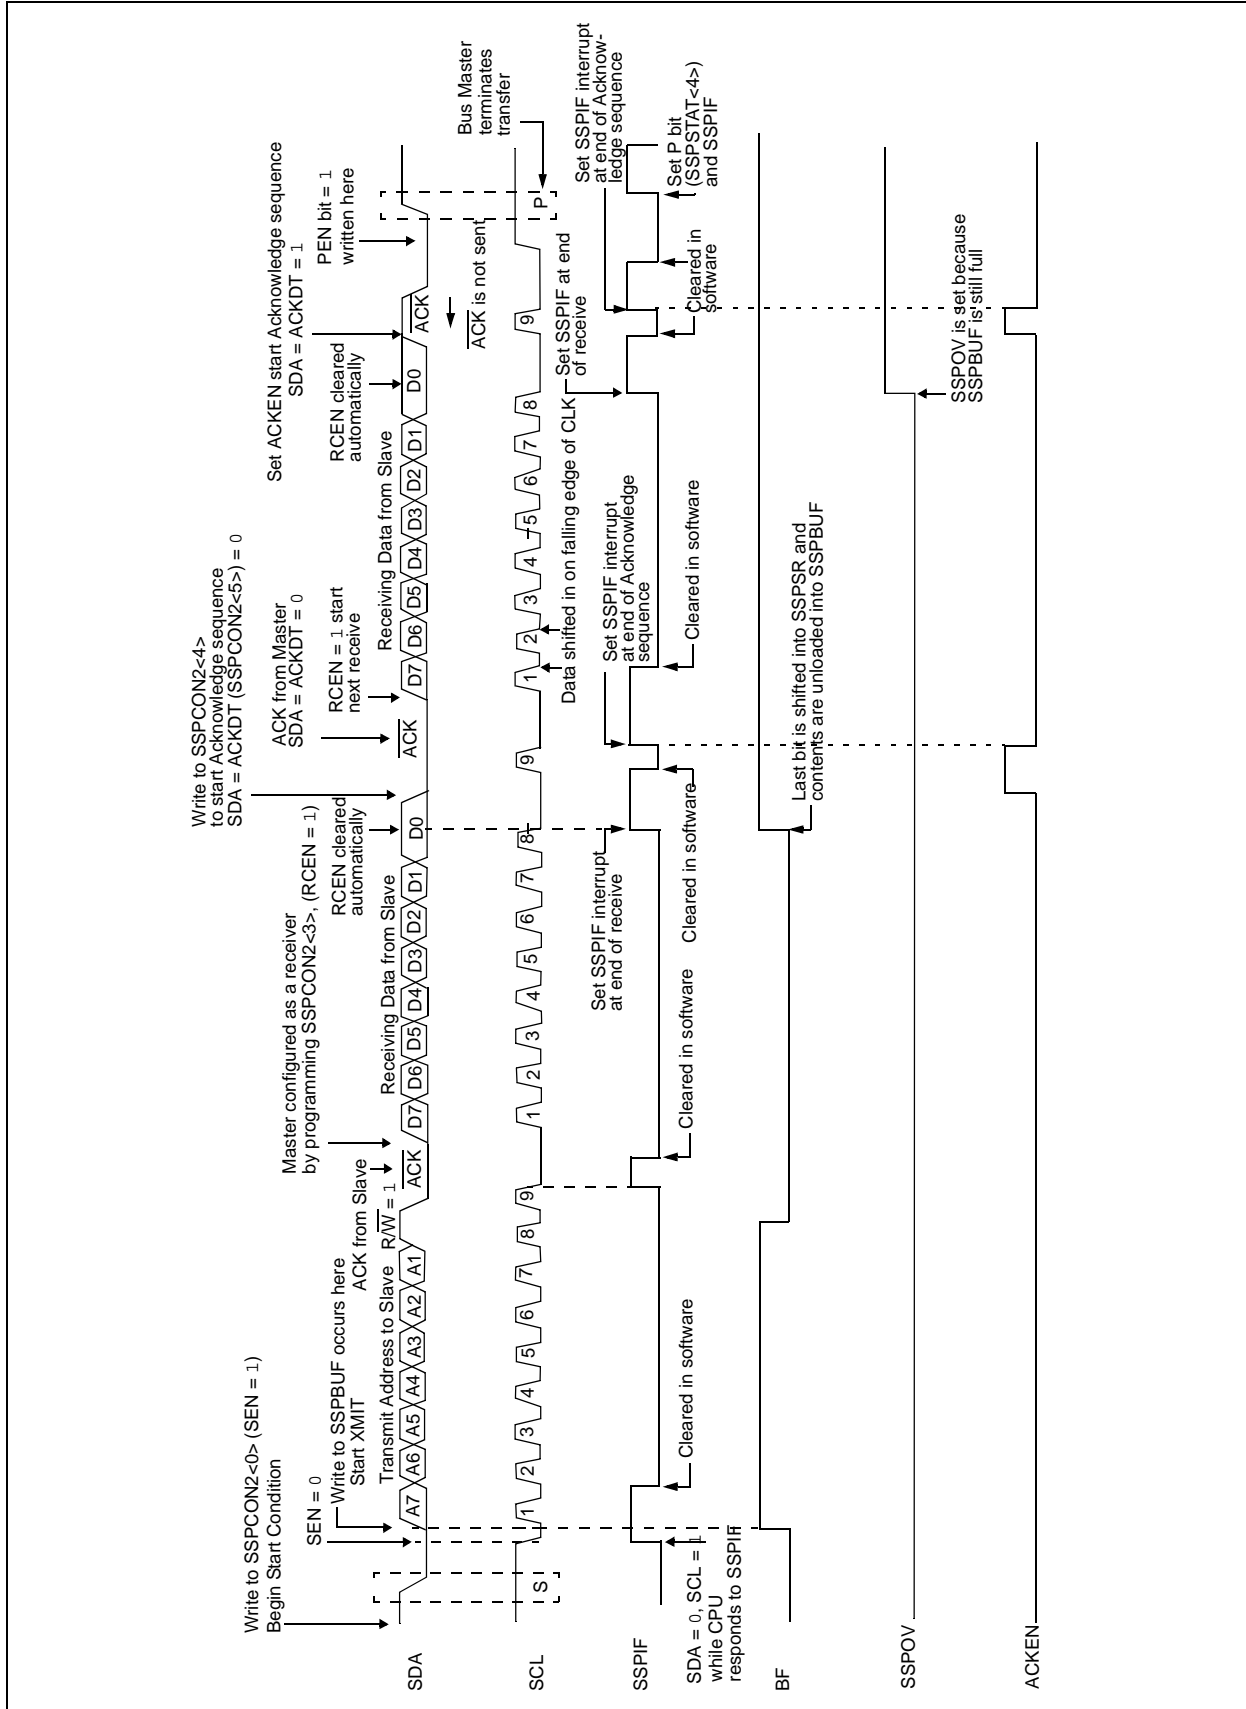 Write to SSPCON2<0> (SEN = 1)
Begin Start Condition
SEN = 0
Write to SSPBUF occurs here
Start XMIT
Transmit Address to Slave
R/W = 1
ACK from Slave
Master configured as a receiver
by programming SSPCON2<3>, (RCEN = 1)
Receiving Data from Slave
RCEN cleared
automatically
Write to SSPCON2<4>
to start Acknowledge sequence
SDA = ACKDT (SSPCON2<5>) = 0
ACK from Master
SDA = ACKDT = 0
RCEN = 1 start
next receive
Receiving Data from Slave
RCEN cleared
automatically
Set ACKEN start Acknowledge sequence
SDA = ACKDT = 1
PEN bit = 1
written here
SDA
A7 A6 A5 A4 A3 A2 A1
ACK
D7 D6 D5 D4 D3 D2 D1 D0
ACK
D7 D6 D5 D4 D3 D2 D1 D0
ACK
ACK is not sent
Bus Master
terminates
transfer
SCL
S
1 2 3 4 5 6 7 8 9
1 2 3 4 5 6 7 8 9
1 2 3 4 5 6 7 8 9
P
Data shifted in on falling edge of CLK
Set SSPIF interrupt
at end of receive
Set SSPIF interrupt
at end of Acknowledge
sequence
Set SSPIF at end
of receive
Set SSPIF interrupt
at end of Acknow-
ledge sequence
SSPIF
SDA = 0, SCL = 1
while CPU
responds to SSPIF
Cleared in software
Cleared in software
Cleared in software
Cleared in software
Cleared in
software
Set P bit
(SSPSTAT<4>)
and SSPIF
BF
Last bit is shifted into SSPSR and
contents are unloaded into SSPBUF
SSPOV
SSPOV is set because
SSPBUF is still full
ACKEN